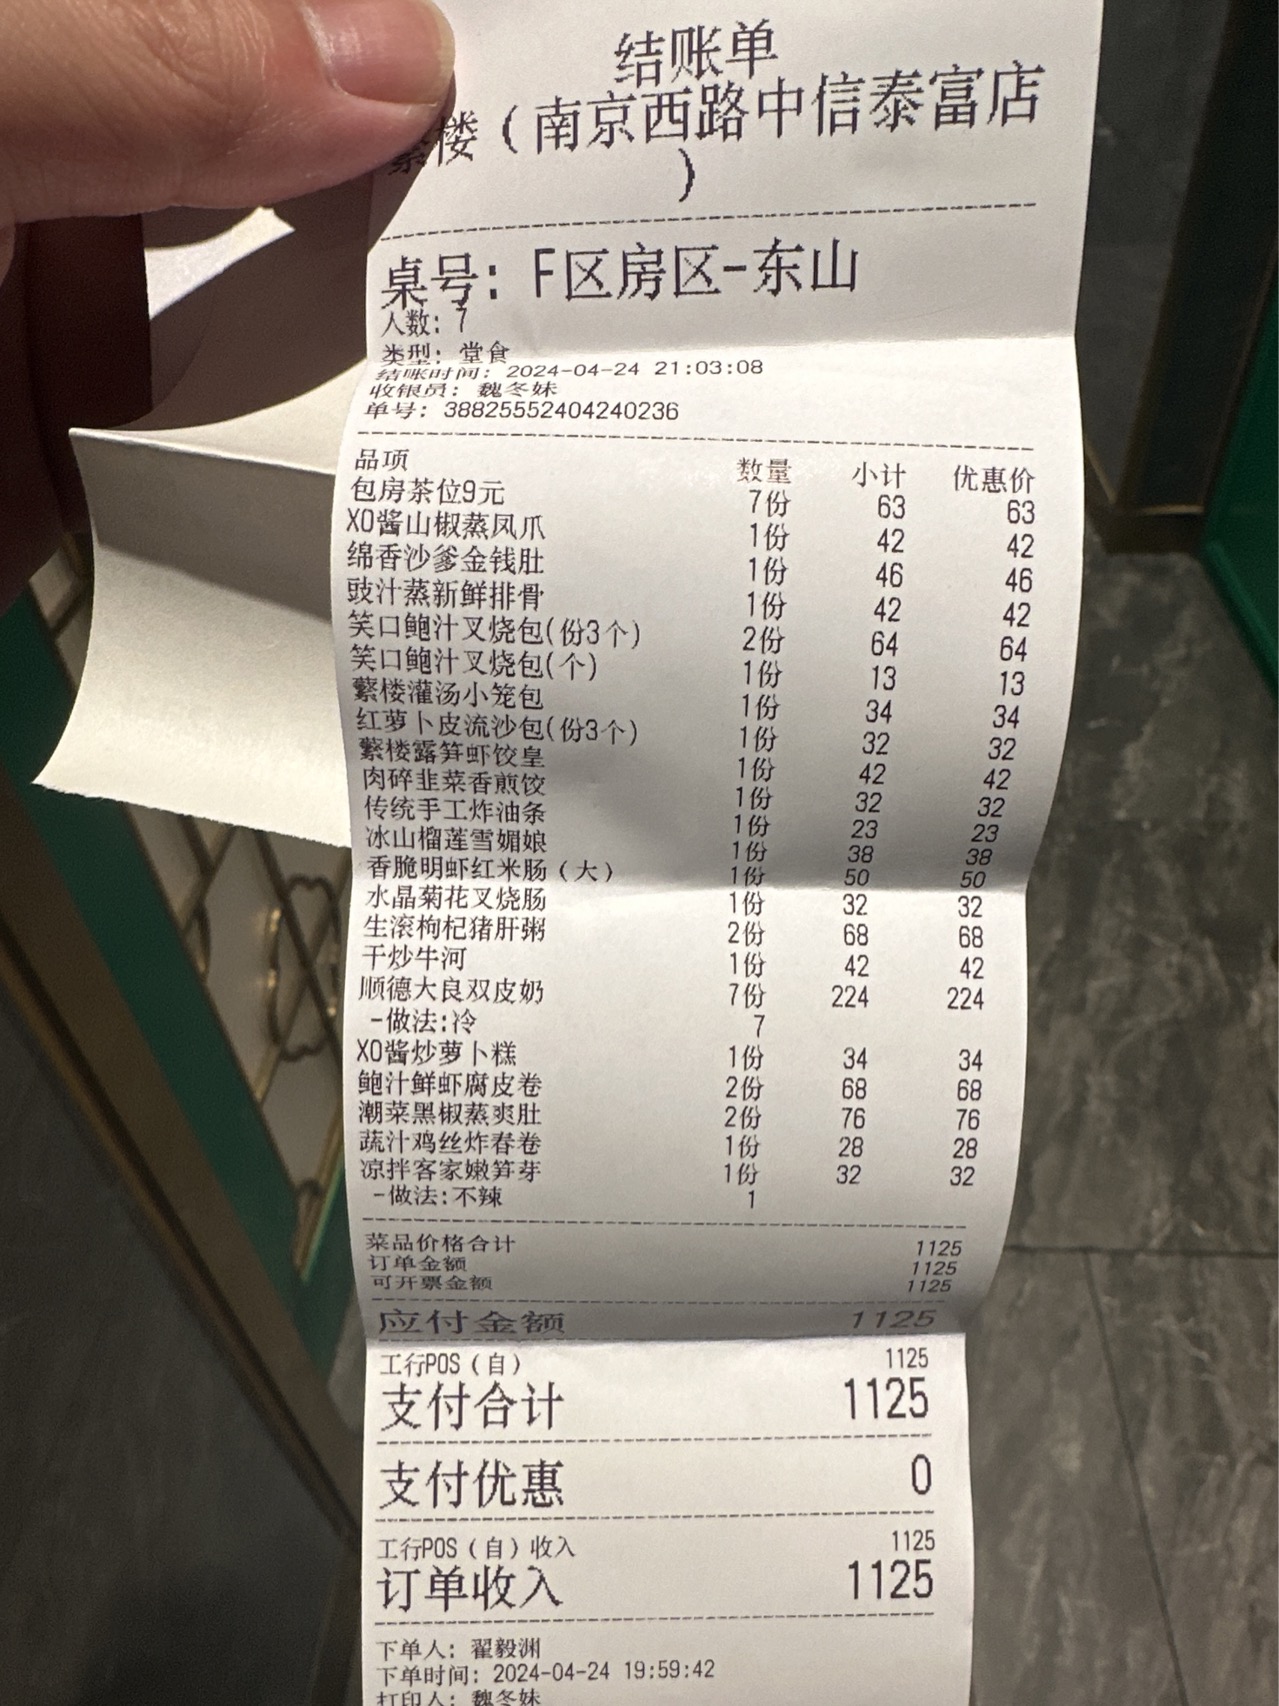 结账单
楼（南京西路中信泰富店
）
桌号: F区房区-东山
人数: 7
类型: 堂食
结账时间: 2024-04-24 21:03:08
收银员: 魏冬妹
单号: 38825552404240236
品项 数量 小计 优惠价
包房茶位9元 7份 63 63
XO酱山椒蒸凤爪 1份 42 42
绵香沙爹金钱肚 1份 46 46
豉汁蒸新鲜排骨 1份 42 42
笑口鲍汁叉烧包(份3个) 2份 64 64
笑口鲍汁叉烧包(个) 1份 13 13
蘩楼灌汤小笼包 1份 34 34
红萝卜皮流沙包(份3个) 1份 32 32
蘩楼露笋虾饺皇 1份 42 42
肉碎韭菜香煎饺 1份 32 32
传统手工炸油条 1份 23 23
冰山榴莲雪媚娘 1份 38 38
香脆明虾红米肠（大） 1份 50 50
水晶菊花叉烧肠 1份 32 32
生滚枸杞猪肝粥 2份 68 68
干炒牛河 1份 42 42
顺德大良双皮奶 7份 224 224
-做法:冷 7
XO酱炒萝卜糕 1份 34 34
鲍汁鲜虾腐皮卷 2份 68 68
潮菜黑椒蒸爽肚 2份 76 76
蔬汁鸡丝炸春卷 1份 28 28
凉拌客家嫩笋芽 1份 32 32
-做法:不辣 1
菜品价格合计 1125
订单金额 1125
可开票金额 1125
应付金额 1125
工行POS（自） 1125
支付合计 1125
支付优惠 0
工行POS（自）收入 1125
订单收入 1125
下单人: 翟毅渊
下单时间: 2024-04-24 19:59:42
打印人: 魏冬妹